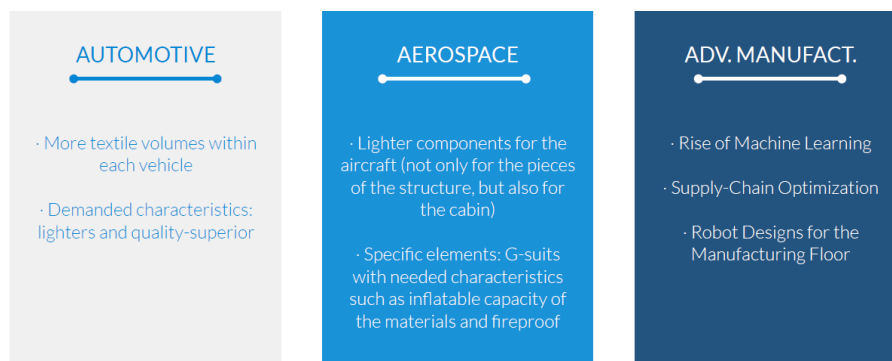 AUTOMOTIVE
· More textile volumes within
each vehicle
· Demanded characteristics:
lighters and quality-superior
AEROSPACE
· Lighter components for the
aircraft (not only for the pieces
of the structure, but also for
the cabin)
· Specific elements: G-suits
with needed characteristics
such as inflatable capacity of
the materials and fireproof
ADV. MANUFACT.
· Rise of Machine Learning
· Supply-Chain Optimization
· Robot Designs for the
Manufacturing Floor